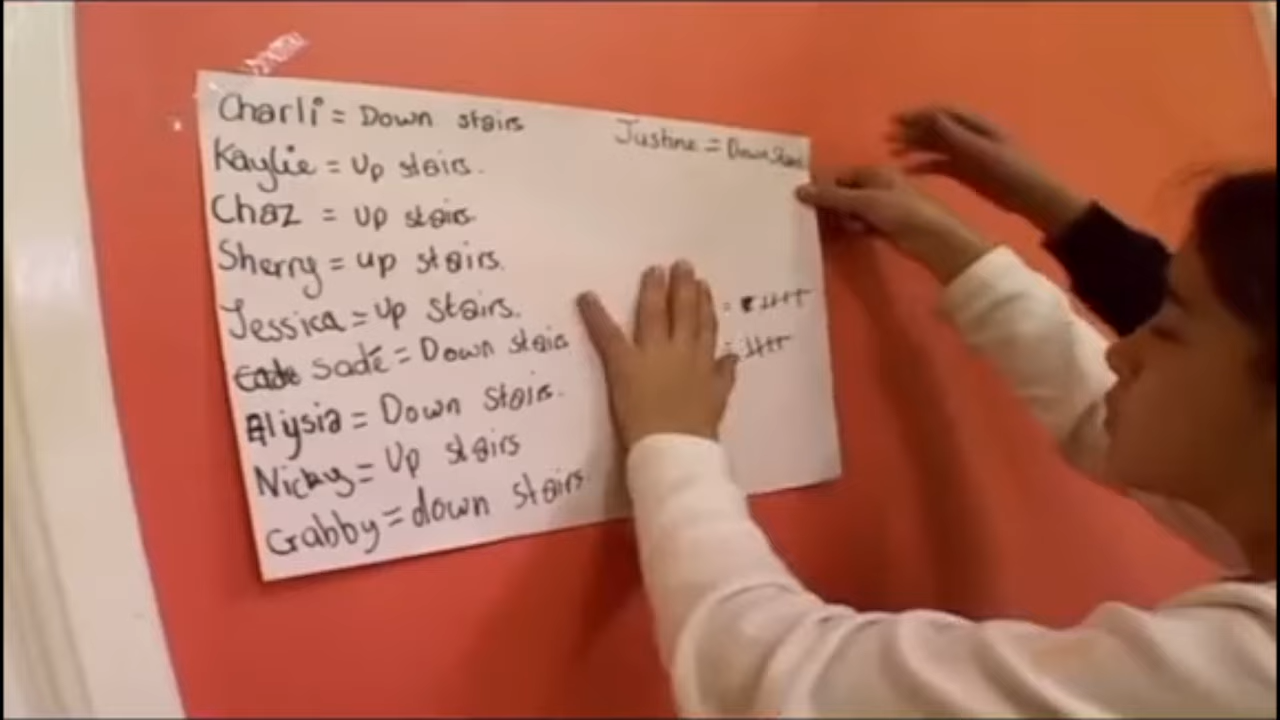 Charli = Down stairs
Kaylie = Up stairs.
Chaz = up stairs
Sherry = up stairs.
Jessica = up stairs.
sadé = Down stairs
Alysia = Down stairs.
Nicky = Up stairs
Gabby = down stairs.
Justine = Down Stairs